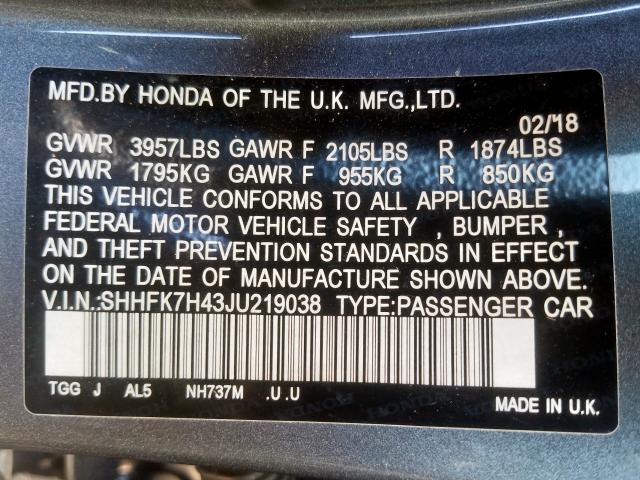 MFD.BY HONDA OF THE U.K. MFG.,LTD.
02/'18
GVWR 3957LBS GAWR F 2105LBS R 1874LBS
GVWR 1795KG GAWR F 955KG R 850KG
THIS VEHICLE CONFORMS TO ALL APPLICABLE
FEDERAL MOTOR VEHICLE SAFETY , BUMPER ,
AND THEFT PREVENTION STANDARDS IN EFFECT
ON THE DATE OF MANUFACTURE SHOWN ABOVE.
V.I.N.:SHHFK7H43JU219038 TYPE:PASSENGER CAR
TGG J AL5 NH737M .U.U
MADE IN U.K.